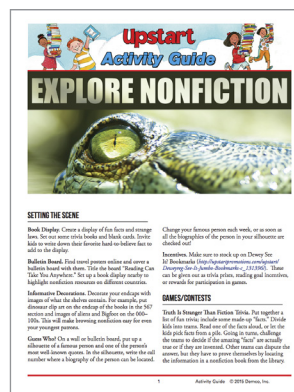 Upstart
Activity Guide
EXPLORE NONFICTION
SETTING THE SCENE
Book Display. Create a display of fun facts and strange
laws. Set out some trivia books and blank cards. Invite
kids to write down their favorite hard-to-believe fact to
add to the display.
Bulletin Board. Find travel posters online and cover a
bulletin board with them. Title the board "Reading Can
Take You Anywhere." Set up a book display nearby to
highlight nonfiction resources on different countries.
Informative Decorations. Decorate your endcaps with
images of what the shelves contain. For example, put
dinosaur clip art on the endcap of books in the 567
section and images of aliens and Bigfoot on the 000–
100s. This will make browsing nonfiction easy for even
your youngest patrons.
Guess Who? On a wall or bulletin board, put up a
silhouette of a famous person and one of the person's
most well-known quotes. In the silhouette, write the call
number where a biography of the person can be located.
Change your famous person each week, or as soon as
all the biographies of the person in your silhouette are
checked out!
Incentives. Make sure to stock up on Dewey See
It? Bookmarks (http://upstartpromotions.com/upstart/
Deweysy-See-It-Jumbo-Bookmarks-c_1313990/). These
can be given out as trivia prizes, reading goal incentives,
or rewards for participation in games.
GAMES/CONTESTS
Truth Is Stranger Than Fiction Trivia. Put together a
list of fun trivia; include some made-up "facts." Divide
kids into teams. Read one of the facts aloud, or let the
kids pick facts from a pile. Going in turns, challenge
the teams to decide if the amazing "facts" are actually
true or if they are invented. Other teams can dispute the
answer, but they have to prove themselves by locating
the information in a nonfiction book from the library.
1 Activity Guide ©2016 Demco, Inc.